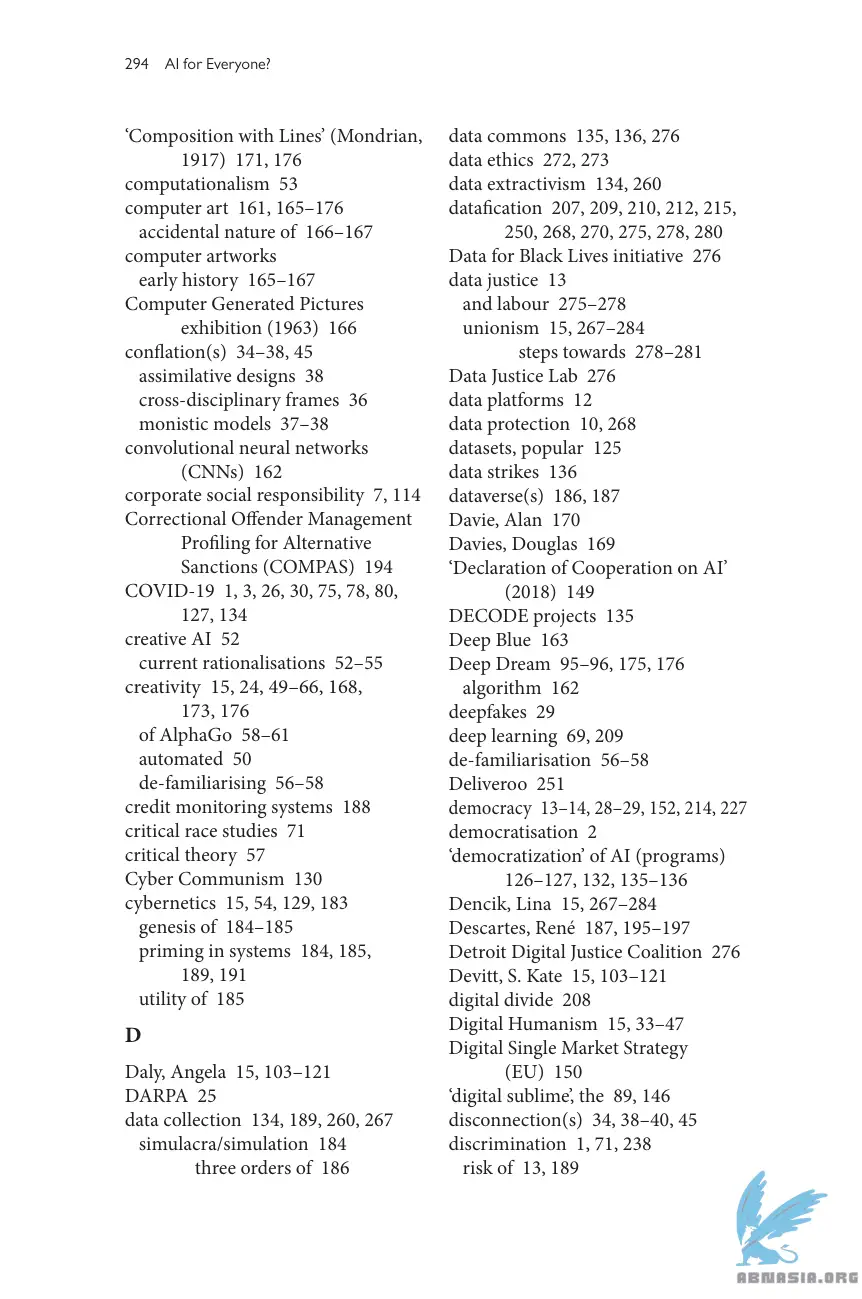 294 AI for Everyone?
‘Composition with Lines’ (Mondrian,
1917) 171, 176
computationalism 53
computer art 161, 165–176
accidental nature of 166–167
computer artworks
early history 165–167
Computer Generated Pictures
exhibition (1963) 166
conflation(s) 34–38, 45
assimilative designs 38
cross-disciplinary frames 36
monistic models 37–38
convolutional neural networks
(CNNs) 162
corporate social responsibility 7, 114
Correctional Offender Management
Profiling for Alternative
Sanctions (COMPAS) 194
COVID-19 1, 3, 26, 30, 75, 78, 80,
127, 134
creative AI 52
current rationalisations 52–55
creativity 15, 24, 49–66, 168,
173, 176
of AlphaGo 58–61
automated 50
de-familiarising 56–58
credit monitoring systems 188
critical race studies 71
critical theory 57
Cyber Communism 130
cybernetics 15, 54, 129, 183
genesis of 184–185
priming in systems 184, 185,
189, 191
utility of 185
D
Daly, Angela 15, 103–121
DARPA 25
data collection 134, 189, 260, 267
simulacra/simulation 184
three orders of 186
data commons 135, 136, 276
data ethics 272, 273
data extractivism 134, 260
datafication 207, 209, 210, 212, 215,
250, 268, 270, 275, 278, 280
Data for Black Lives initiative 276
data justice 13
and labour 275–278
unionism 15, 267–284
steps towards 278–281
Data Justice Lab 276
data platforms 12
data protection 10, 268
datasets, popular 125
data strikes 136
dataverse(s) 186, 187
Davie, Alan 170
Davies, Douglas 169
‘Declaration of Cooperation on AI’
(2018) 149
DECODE projects 135
Deep Blue 163
Deep Dream 95–96, 175, 176
algorithm 162
deepfakes 29
deep learning 69, 209
de-familiarisation 56–58
Deliveroo 251
democracy 13–14, 28–29, 152, 214, 227
democratisation 2
‘democratization’ of AI (programs)
126–127, 132, 135–136
Dencik, Lina 15, 267–284
Descartes, René 187, 195–197
Detroit Digital Justice Coalition 276
Devitt, S. Kate 15, 103–121
digital divide 208
Digital Humanism 15, 33–47
Digital Single Market Strategy
(EU) 150
‘digital sublime’, the 89, 146
disconnection(s) 34, 38–40, 45
discrimination 1, 71, 238
risk of 13, 189
ABNASIA.ORG